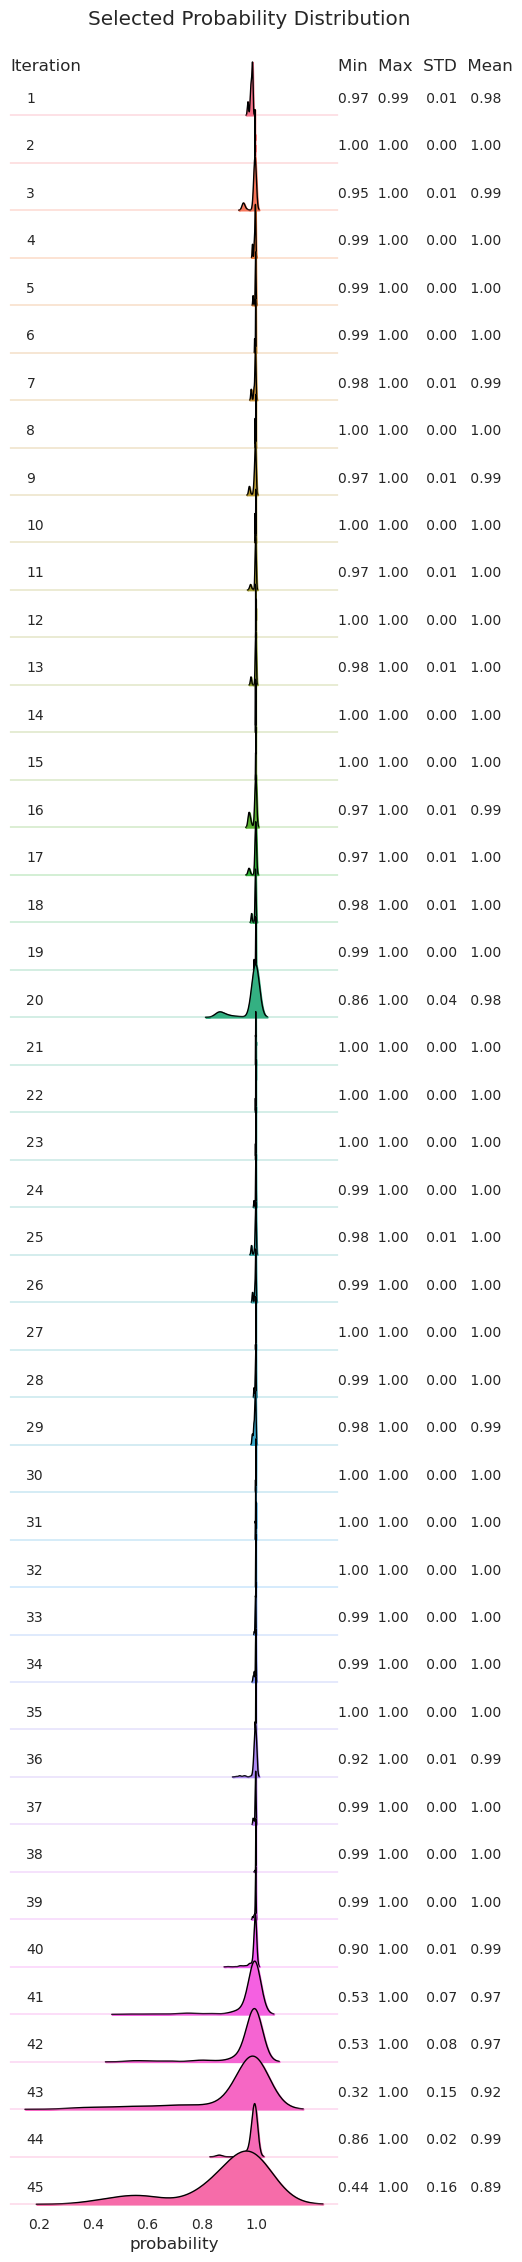 Selected Probability Distribution
Iteration Min Max STD Mean
1 0.97 0.99 0.01 0.98
2 1.00 1.00 0.00 1.00
3 0.95 1.00 0.01 0.99
4 0.99 1.00 0.00 1.00
5 0.99 1.00 0.00 1.00
6 0.99 1.00 0.00 1.00
7 0.98 1.00 0.01 0.99
8 1.00 1.00 0.00 1.00
9 0.97 1.00 0.01 0.99
10 1.00 1.00 0.00 1.00
11 0.97 1.00 0.01 1.00
12 1.00 1.00 0.00 1.00
13 0.98 1.00 0.01 1.00
14 1.00 1.00 0.00 1.00
15 1.00 1.00 0.00 1.00
16 0.97 1.00 0.01 0.99
17 0.97 1.00 0.01 1.00
18 0.98 1.00 0.01 1.00
19 0.99 1.00 0.00 1.00
20 0.86 1.00 0.04 0.98
21 1.00 1.00 0.00 1.00
22 1.00 1.00 0.00 1.00
23 1.00 1.00 0.00 1.00
24 0.99 1.00 0.00 1.00
25 0.98 1.00 0.01 1.00
26 0.99 1.00 0.00 1.00
27 1.00 1.00 0.00 1.00
28 0.99 1.00 0.00 1.00
29 0.98 1.00 0.00 0.99
30 1.00 1.00 0.00 1.00
31 1.00 1.00 0.00 1.00
32 1.00 1.00 0.00 1.00
33 0.99 1.00 0.00 1.00
34 0.99 1.00 0.00 1.00
35 1.00 1.00 0.00 1.00
36 0.92 1.00 0.01 0.99
37 0.99 1.00 0.00 1.00
38 0.99 1.00 0.00 1.00
39 0.99 1.00 0.00 1.00
40 0.90 1.00 0.01 0.99
41 0.53 1.00 0.07 0.97
42 0.53 1.00 0.08 0.97
43 0.32 1.00 0.15 0.92
44 0.86 1.00 0.02 0.99
45 0.44 1.00 0.16 0.89
0.2 0.4 0.6 0.8 1.0
probability